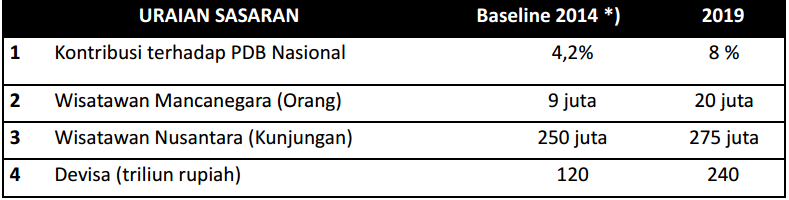 URAIAN SASARAN Baseline 2014 *) 2019
1 Kontribusi terhadap PDB Nasional 4,2% 8 %
2 Wisatawan Mancanegara (Orang) 9 juta 20 juta
3 Wisatawan Nusantara (Kunjungan) 250 juta 275 juta
4 Devisa (triliun rupiah) 120 240